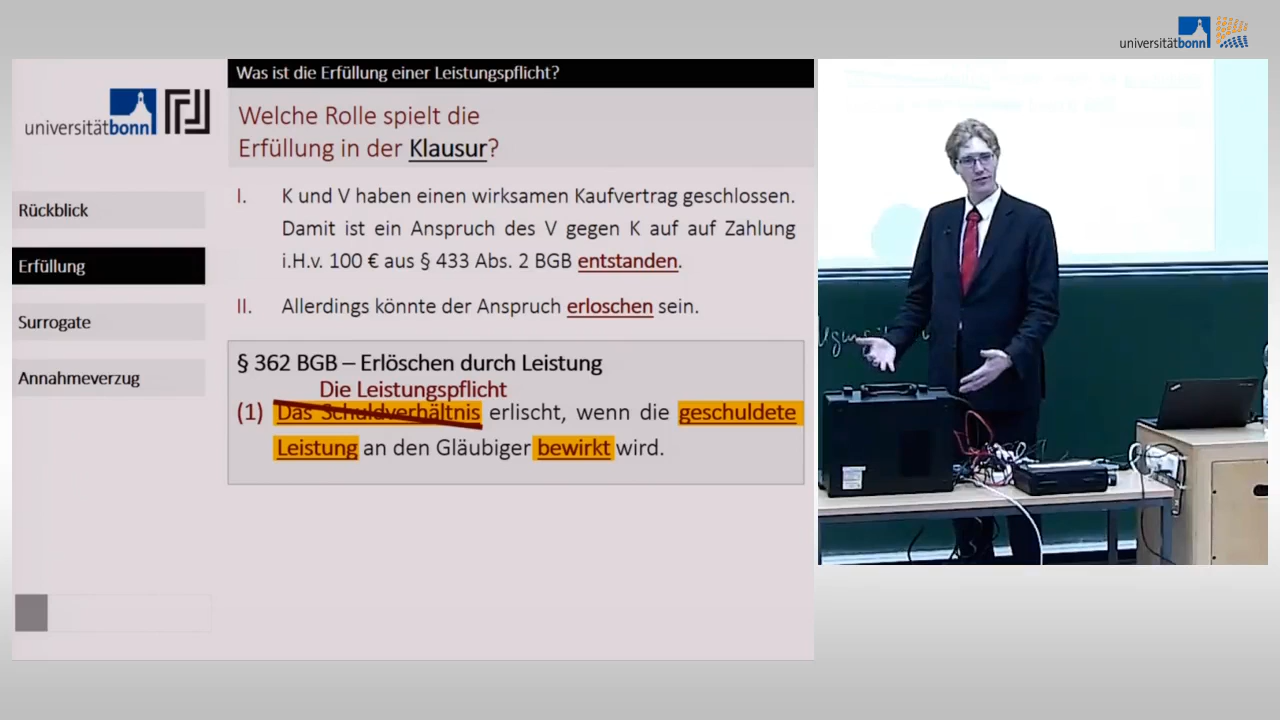 universitätbonn
Was ist die Erfüllung einer Leistungspflicht?
universitätbonn
Welche Rolle spielt die
Erfüllung in der Klausur?
Rückblick
Erfüllung
Surrogate
Annahmeverzug
I. K und V haben einen wirksamen Kaufvertrag geschlossen.
Damit ist ein Anspruch des V gegen K auf auf Zahlung
i.H.v. 100 € aus § 433 Abs. 2 BGB entstanden.
II. Allerdings könnte der Anspruch erloschen sein.
§ 362 BGB – Erlöschen durch Leistung
Die Leistungspflicht
(1) Das Schuldverhältnis erlischt, wenn die geschuldete
Leistung an den Gläubiger bewirkt wird.